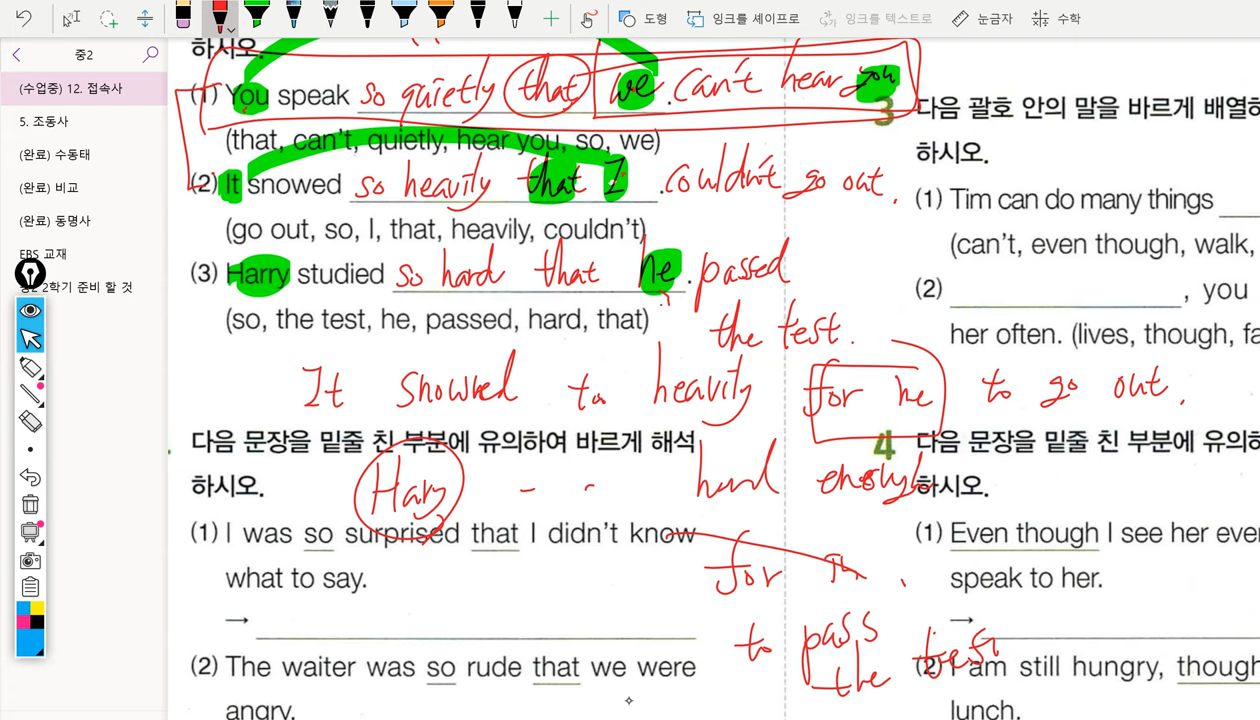 도형 잉크를 셰이프로 잉크를 텍스트로 눈금자 수학
중2
(수업중) 12. 접속사
5. 조동사
(완료) 수동태
(완료) 비교
(완료) 동명사
EBS 교재
2학기 준비 할 것
하시오.
(1) You speak so quietly that we can't hear you.
(that, can't, quietly, hear you, so, we)
(2) It snowed so heavily that I couldn't go out.
(go out, so, I, that, heavily, couldn't)
(3) Harry studied so hard that he passed
the test.
(so, the test, he, passed, hard, that)
It snowed too heavily for he to go out.
다음 문장을 밑줄 친 부분에 유의하여 바르게 해석
하시오.
Harry - - hard enough
(1) I was so surprised that I didn't know
what to say.
→
for
to pass
the test
(2) The waiter was so rude that we were
angry.
3 다음 괄호 안의 말을 바르게 배열하
하시오.
(1) Tim can do many things
(can't, even though, walk,
(2) , you
her often. (lives, though, fa
4 다음 문장을 밑줄 친 부분에 유의
하시오.
(1) Even though I see her ever
speak to her.
→
(2) I am still hungry, though
lunch.